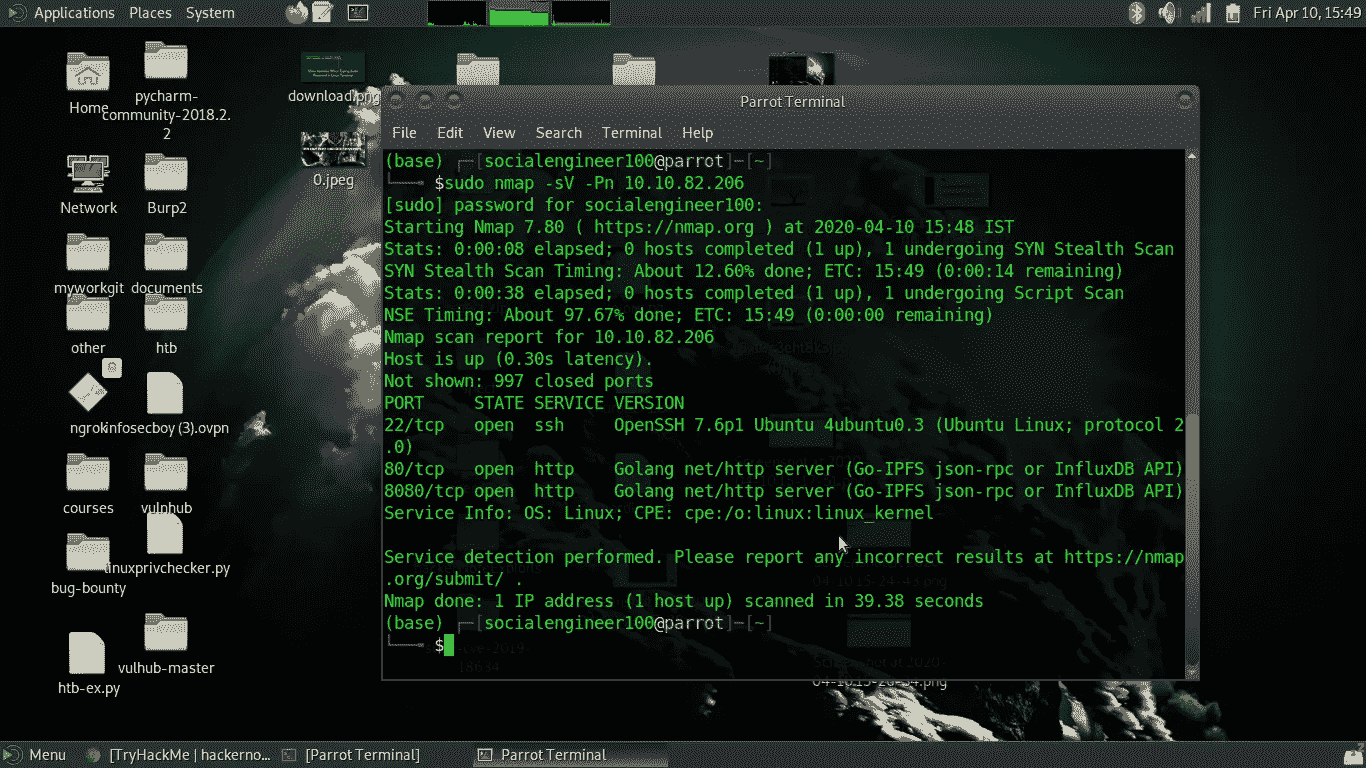 Applications Places System
Fri Apr 10, 15:49
Home
pycharm-
community-2018.2.
2
download.png
0.jpeg
Network
Burp2
myworkgit
documents
other
htb
ngrok
infosecboy (3).ovpn
courses
vulnhub
bug-bounty
linuxprivchecker.py
vulhub-master
htb-ex.py
Parrot Terminal
File Edit View Search Terminal Help
(base) ┌─[socialengineer100@parrot]─[~]
└──╼ $sudo nmap -sV -Pn 10.10.82.206
[sudo] password for socialengineer100:
Starting Nmap 7.80 ( https://nmap.org ) at 2020-04-10 15:48 IST
Stats: 0:00:08 elapsed; 0 hosts completed (1 up), 1 undergoing SYN Stealth Scan
SYN Stealth Scan Timing: About 12.60% done; ETC: 15:49 (0:00:14 remaining)
Stats: 0:00:38 elapsed; 0 hosts completed (1 up), 1 undergoing Script Scan
NSE Timing: About 97.67% done; ETC: 15:49 (0:00:00 remaining)
Nmap scan report for 10.10.82.206
Host is up (0.30s latency).
Not shown: 997 closed ports
PORT     STATE SERVICE VERSION
22/tcp   open  ssh     OpenSSH 7.6p1 Ubuntu 4ubuntu0.3 (Ubuntu Linux; protocol 2
.0)
80/tcp   open  http    Golang net/http server (Go-IPFS json-rpc or InfluxDB API)
8080/tcp open  http    Golang net/http server (Go-IPFS json-rpc or InfluxDB API)
Service Info: OS: Linux; CPE: cpe:/o:linux:linux_kernel
Service detection performed. Please report any incorrect results at https://nmap
.org/submit/ .
Nmap done: 1 IP address (1 host up) scanned in 39.38 seconds
(base) ┌─[socialengineer100@parrot]─[~]
└──╼ $
Menu
[TryHackMe | hackerno...
[Parrot Terminal]
Parrot Terminal